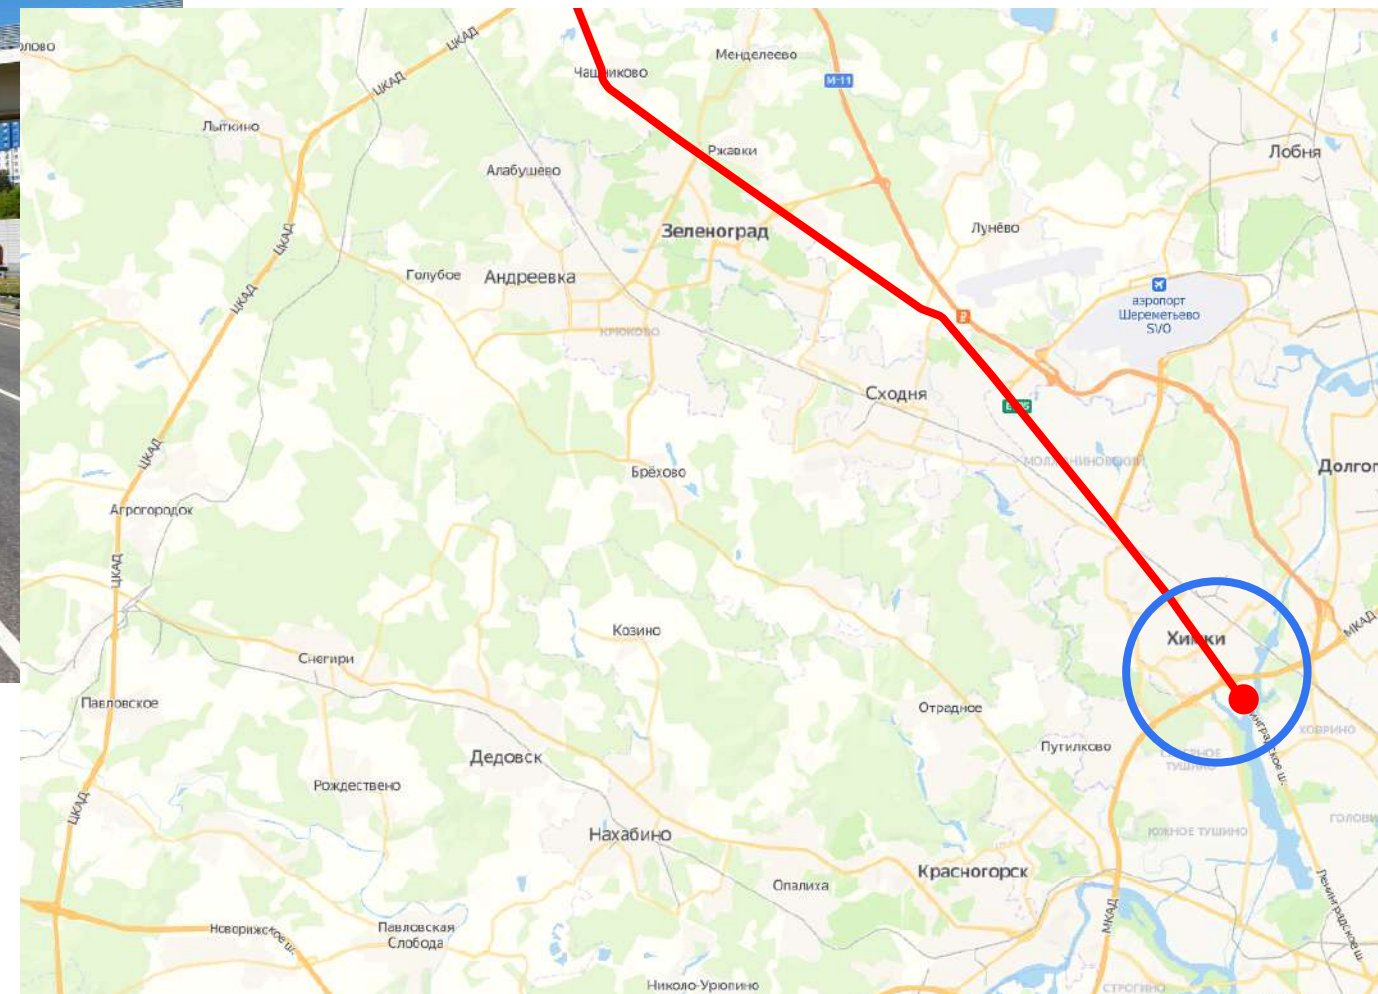 ЦКАД
Менделеево
Чашниково
ЦКАД
М-11
Лыткино
Ржавки
Лобня
Алабушево
Зеленоград
Лунёво
ЦКАД
Голубое
Андреевка
ЦКАД
аэропорт
Шереметьево
SVO
КРЮКОВО
Сходня
ЦКАД
Брёхово
Агрогородок
ЦКАД
Козино
Химки
МКАД
Снегири
Павловское
Отрадное
ХОВРИНО
Путилково
Дедовск
Рождествено
ЦКАД
Нахабино
ЮЖНОЕ ТУШИНО
Красногорск
Опалиха
Ленинградское ш.
МКАД
Новорижское ш.
Павловская
Слобода
Николо-Урюпино
СТРОГИНО